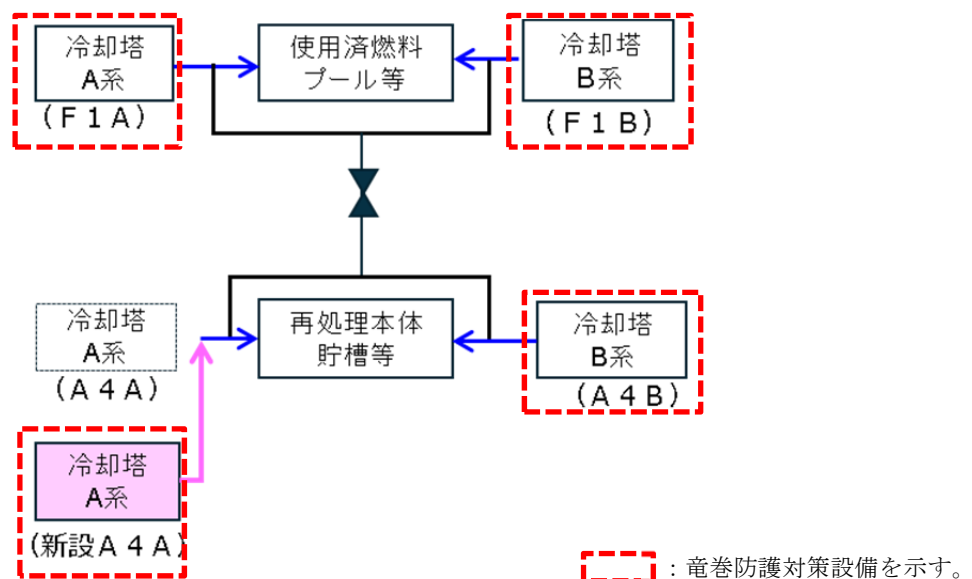 冷却塔
A系
(F1A)
使用済燃料
プール等
冷却塔
B系
(F1B)
冷却塔
A系
(A4A)
再処理本体
貯槽等
冷却塔
B系
(A4B)
冷却塔
A系
(新設A4A)
：竜巻防護対策設備を示す。